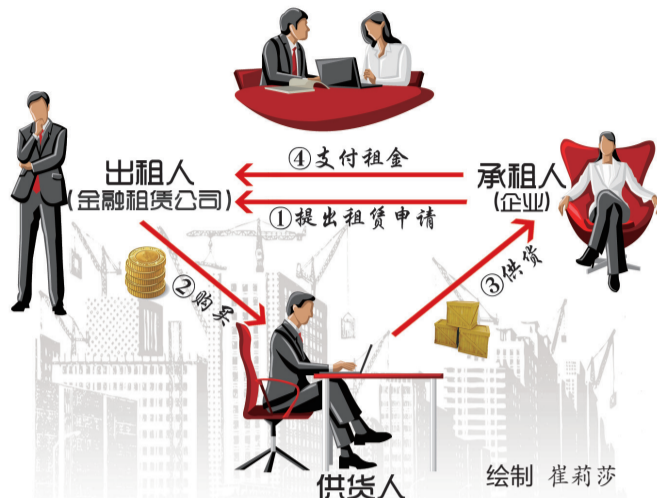 ④支付租金
出租人
(金融租赁公司)
承租人
(企业)
①提出租赁申请
②购买
③供货
供货人
绘制 崔莉莎